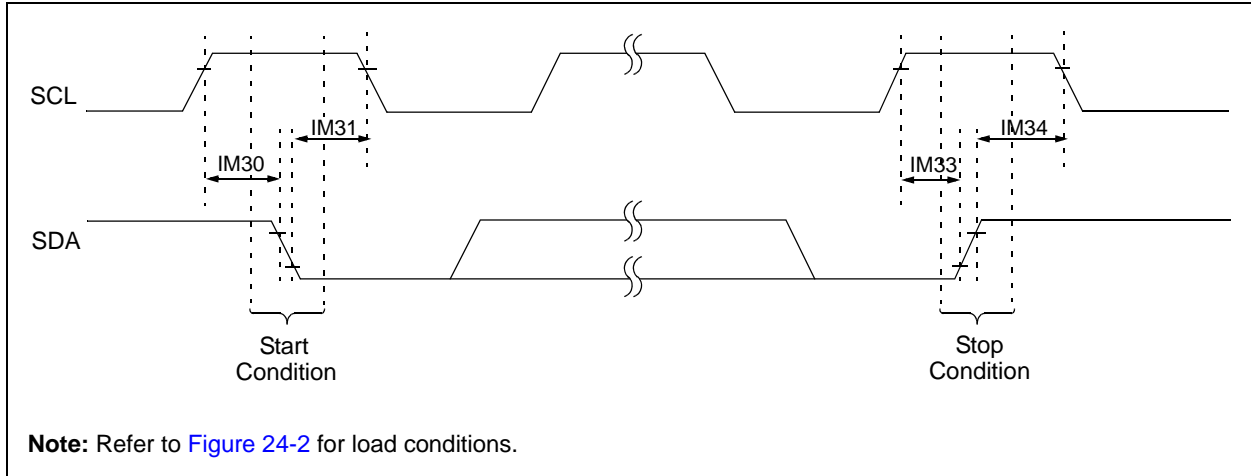 SCL
IM31
IM34
IM30
IM33
SDA
Start
Condition
Stop
Condition
Note: Refer to Figure 24-2 for load conditions.